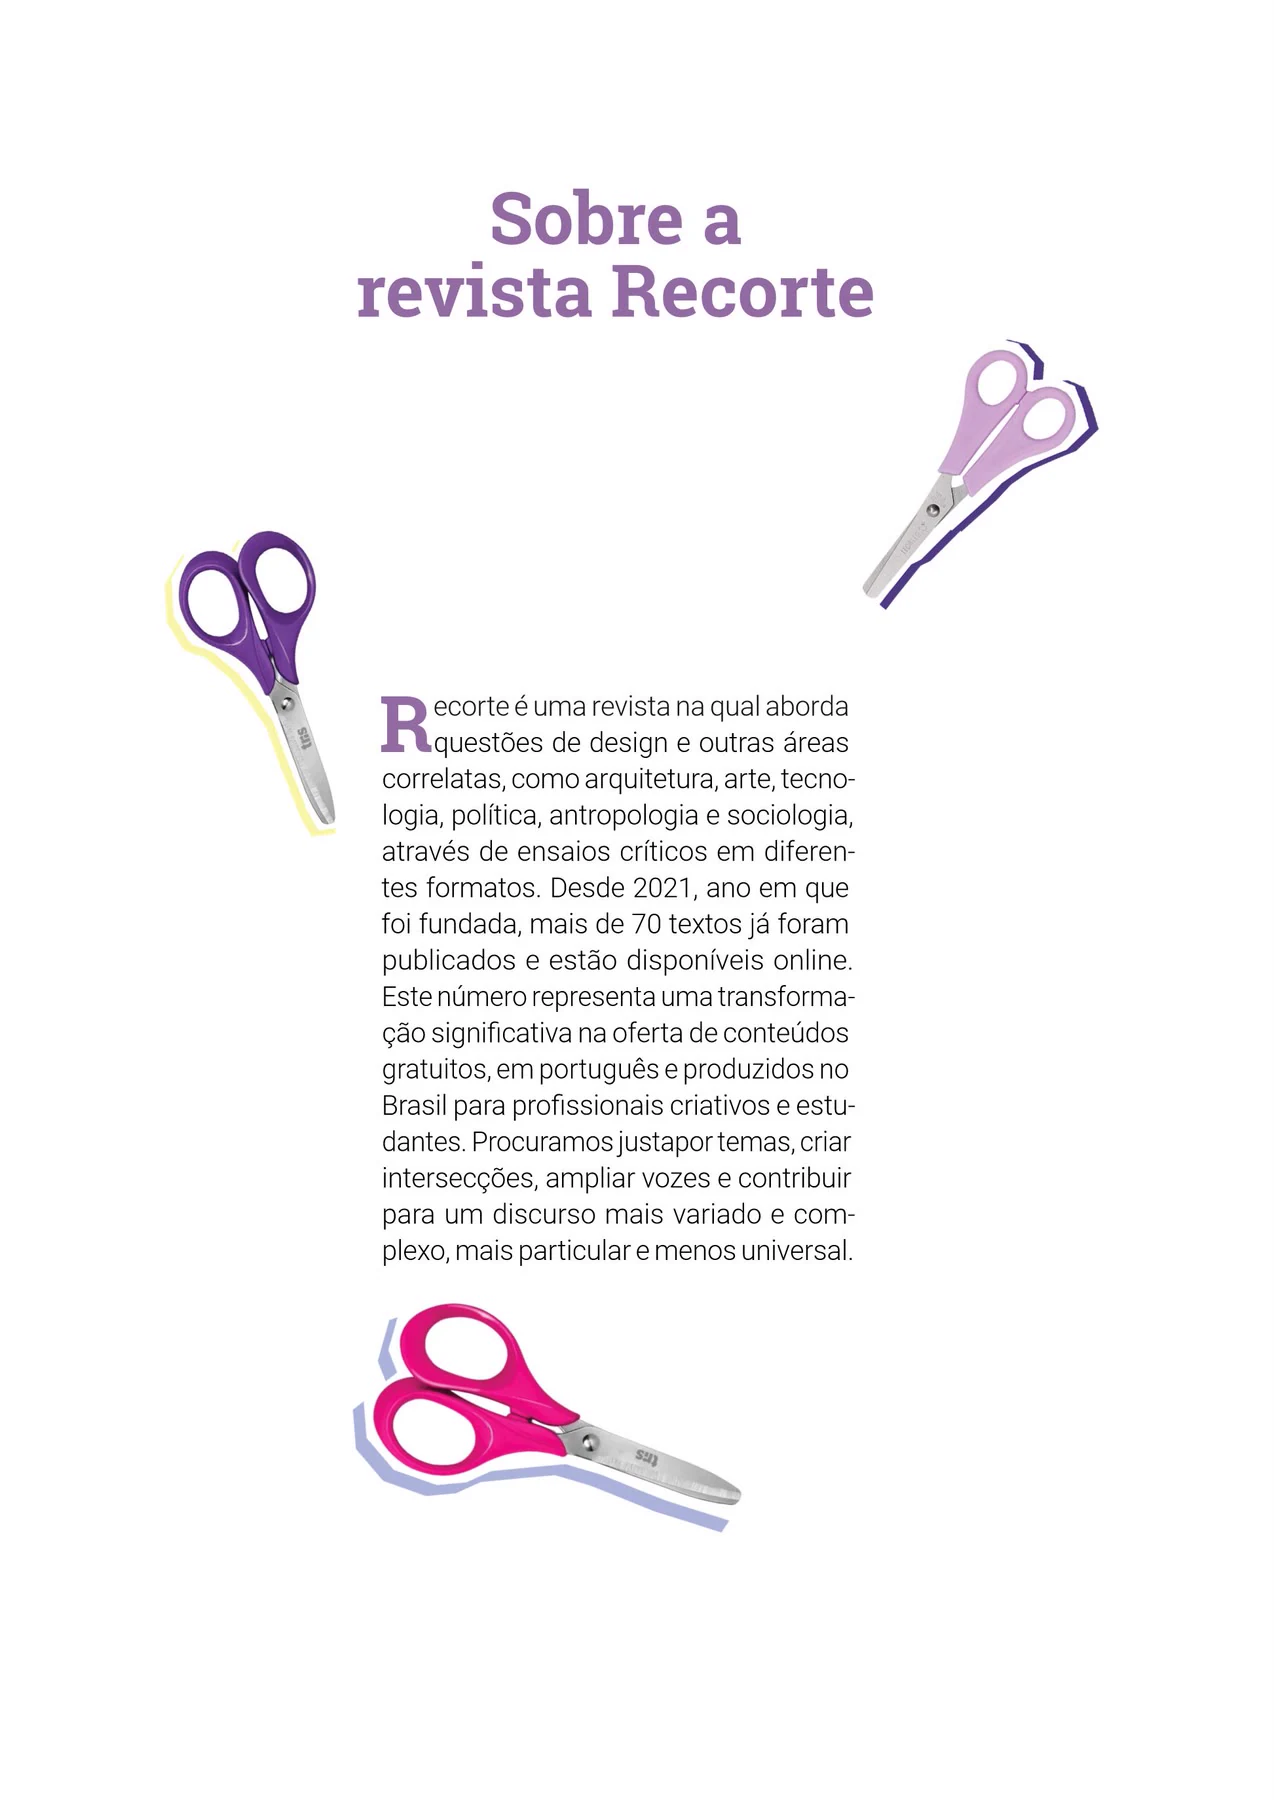 Sobre a
revista Recorte
Recorte é uma revista na qual aborda
questões de design e outras áreas
correlatas, como arquitetura, arte, tecno-
logia, política, antropologia e sociologia,
através de ensaios críticos em diferen-
tes formatos. Desde 2021, ano em que
foi fundada, mais de 70 textos já foram
publicados e estão disponíveis online.
Este número representa uma transforma-
ção significativa na oferta de conteúdos
gratuitos, em português e produzidos no
Brasil para profissionais criativos e estu-
dantes. Procuramos justapor temas, criar
intersecções, ampliar vozes e contribuir
para um discurso mais variado e com-
plexo, mais particular e menos universal.
tris
tris